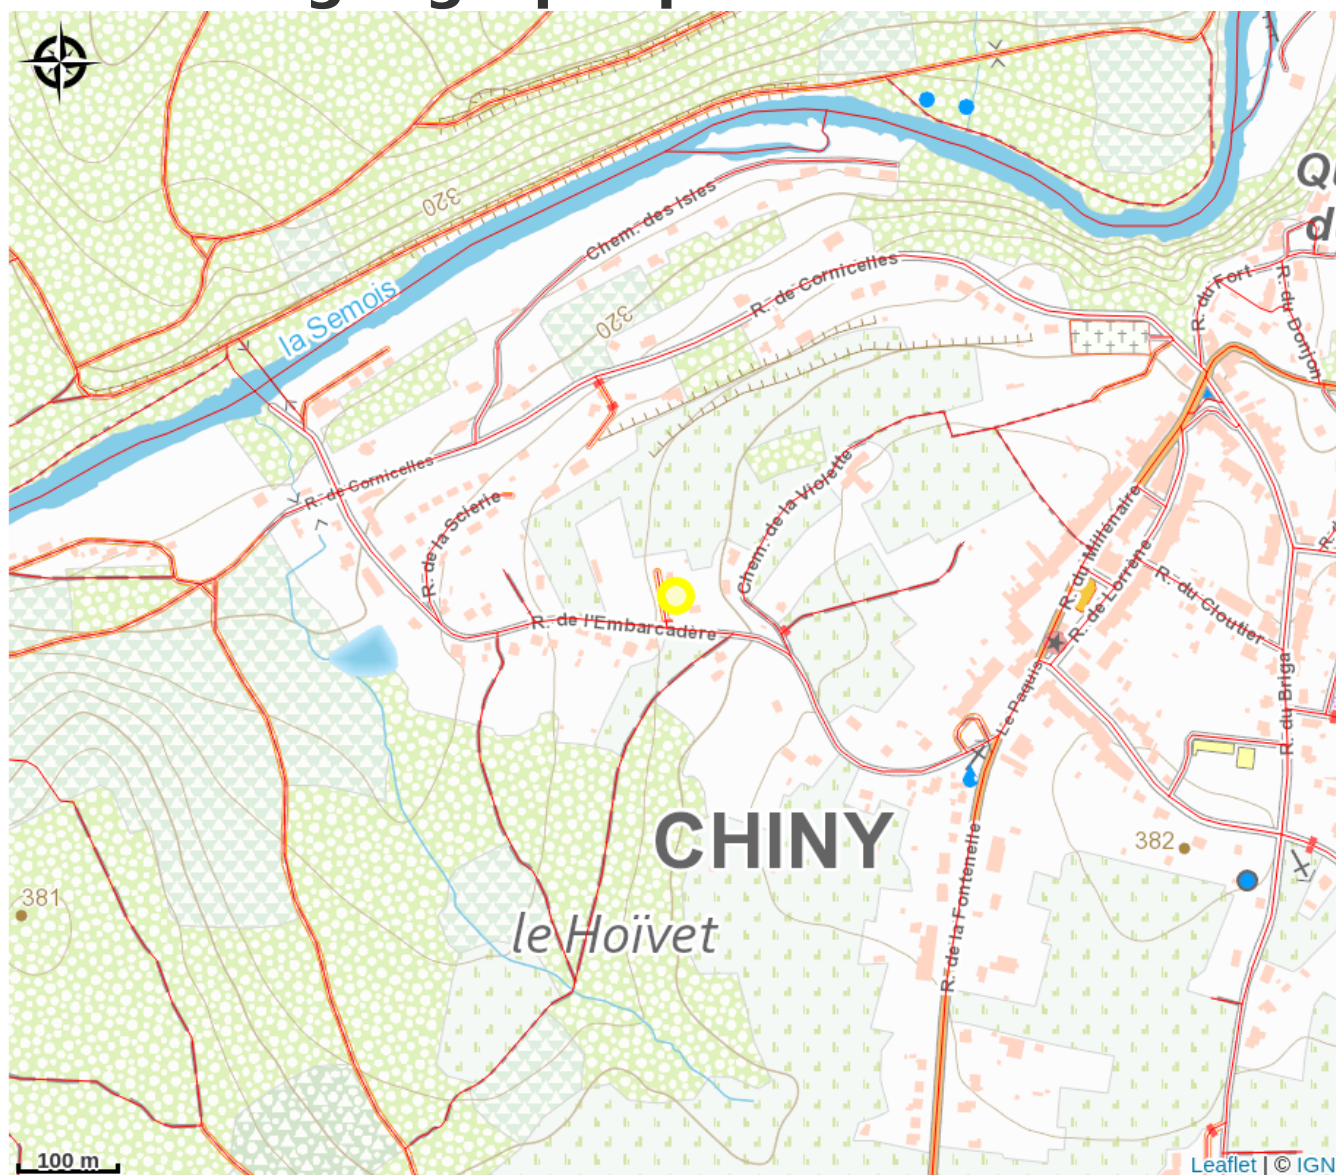 la Semois
320
Chem. des Isles
R. de Cornicelles
320
R. du Fort
R. du Donjon
R. de Cornicelles
R. de la Scierie
Chem. de la Violette
R. de l'Embarcadère
R. du Millénaire
R. de Lorrène
R. du Cloutier
Le Paquis
R. du Briga
CHINY
382
381
le Hoïvet
R. de la Fontenelle
100 m
Leaflet | © IGN